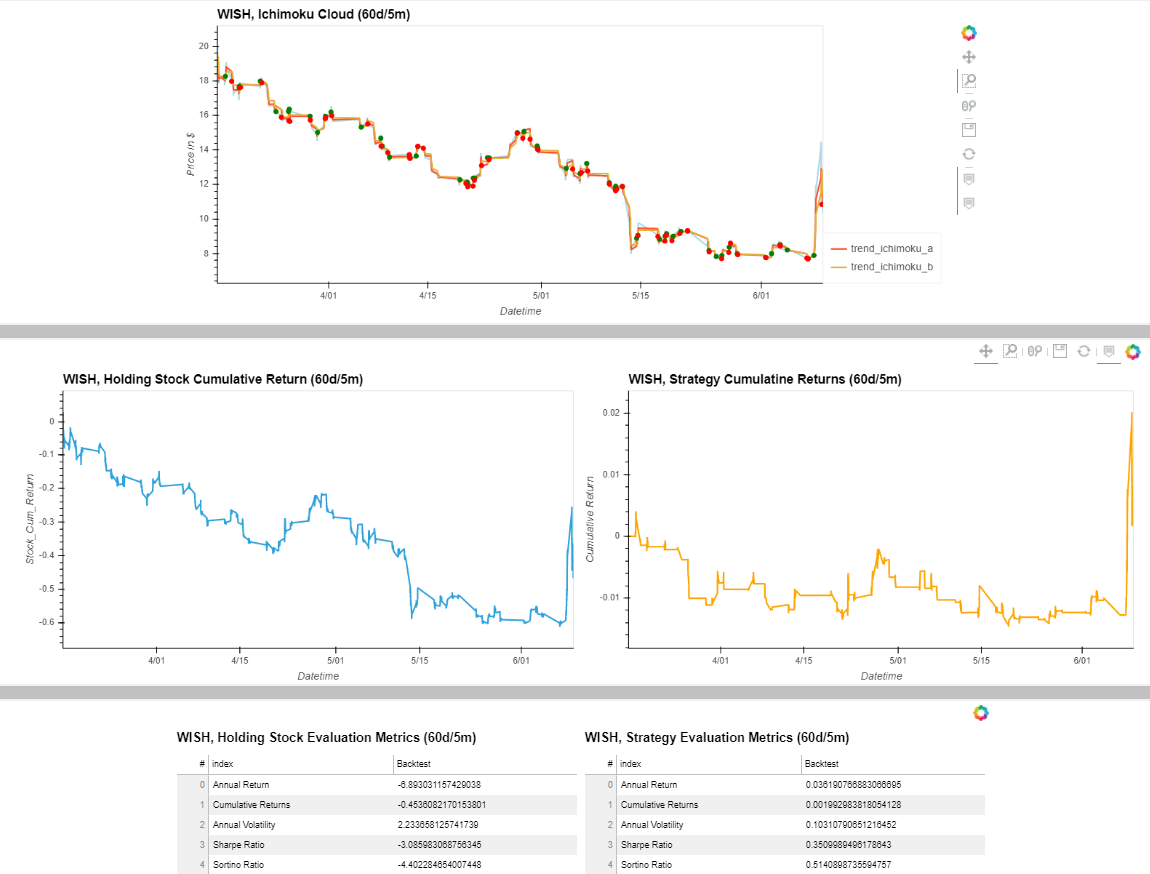 WISH, Ichimoku Cloud (60d/5m)
20
18
16
14
12
10
8
Price in $
4/01 4/15 5/01 5/15 6/01
Datetime
trend_ichimoku_a
trend_ichimoku_b
WISH, Holding Stock Cumulative Return (60d/5m)
0
-0.1
-0.2
-0.3
-0.4
-0.5
-0.6
Stock_Cum_Return
4/01 4/15 5/01 5/15 6/01
Datetime
WISH, Strategy Cumulatine Returns (60d/5m)
0.02
0.01
0
-0.01
Cumulative Return
4/01 4/15 5/01 5/15 6/01
Datetime
WISH, Holding Stock Evaluation Metrics (60d/5m)
# index Backtest
0 Annual Return -6.893031157429038
1 Cumulative Returns -0.4536082170153801
2 Annual Volatility 2.233658125741739
3 Sharpe Ratio -3.085983068756345
4 Sortino Ratio -4.402284654007448
WISH, Strategy Evaluation Metrics (60d/5m)
# index Backtest
0 Annual Return 0.036190766883066695
1 Cumulative Returns 0.001992983818054128
2 Annual Volatility 0.10310790651216452
3 Sharpe Ratio 0.3509989496178643
4 Sortino Ratio 0.5140898735594757